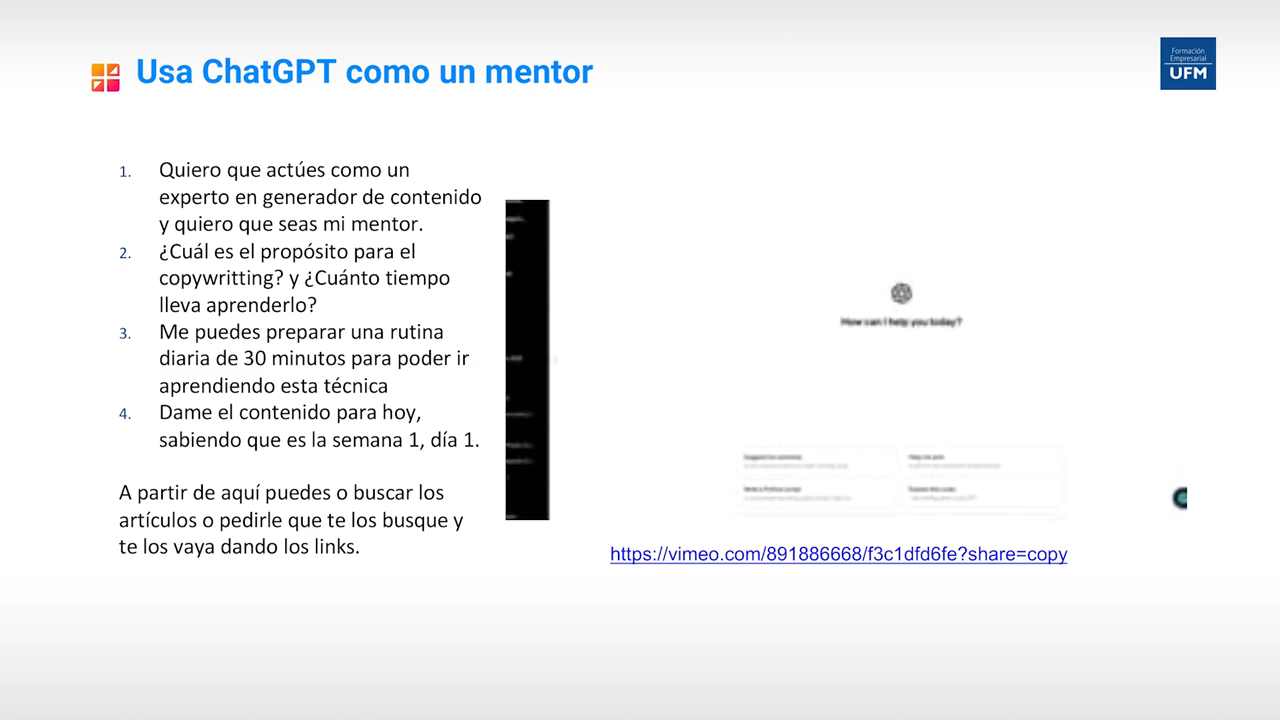 Usa ChatGPT como un mentor
Formación
Empresarial
UFM
1. Quiero que actúes como un
experto en generador de contenido
y quiero que seas mi mentor.
2. ¿Cuál es el propósito para el
copywritting? y ¿Cuánto tiempo
lleva aprenderlo?
3. Me puedes preparar una rutina
diaria de 30 minutos para poder ir
aprendiendo esta técnica
4. Dame el contenido para hoy,
sabiendo que es la semana 1, día 1.
A partir de aquí puedes o buscar los
artículos o pedirle que te los busque y
te los vaya dando los links.
How can I help you today?
https://vimeo.com/891886668/f3c1dfd6fe?share=copy